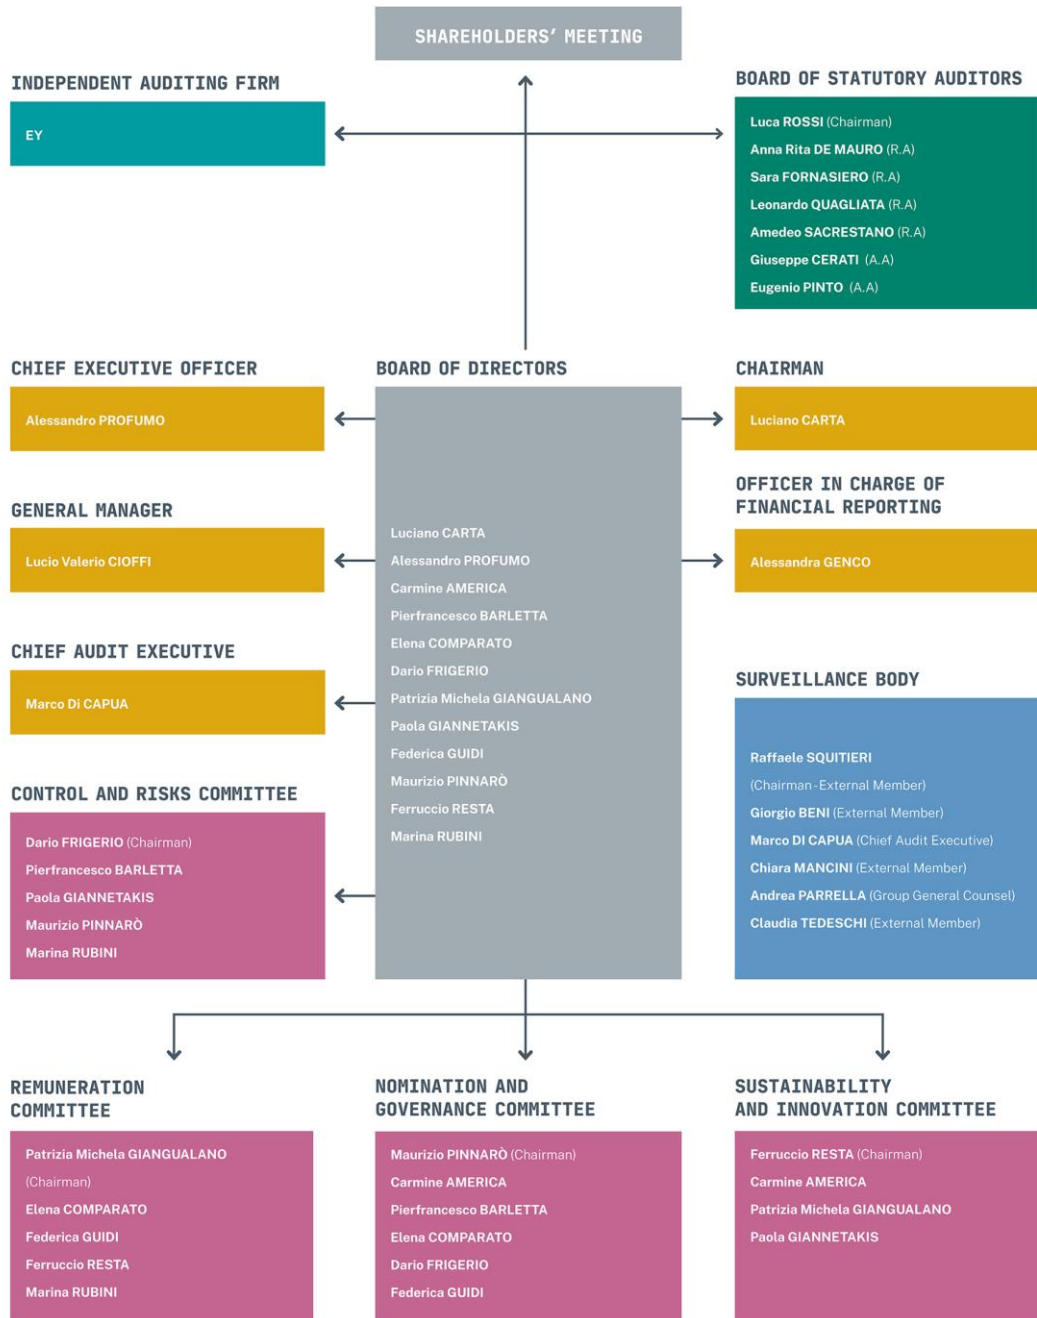 SHAREHOLDERS' MEETING
INDEPENDENT AUDITING FIRM
EY
BOARD OF STATUTORY AUDITORS
Luca ROSSI (Chairman)
Anna Rita DE MAURO (R.A)
Sara FORNASIERO (R.A)
Leonardo QUAGLIATA (R.A)
Amedeo SACRESTANO (R.A)
Giuseppe CERATI (A.A)
Eugenio PINTO (A.A)
CHIEF EXECUTIVE OFFICER
Alessandro PROFUMO
GENERAL MANAGER
Lucio Valerio CIOFFI
CHIEF AUDIT EXECUTIVE
Marco Di CAPUA
CONTROL AND RISKS COMMITTEE
Dario FRIGERIO (Chairman)
Pierfrancesco BARLETTA
Paola GIANNETAKIS
Maurizio PINNARÒ
Marina RUBINI
BOARD OF DIRECTORS
Luciano CARTA
Alessandro PROFUMO
Carmine AMERICA
Pierfrancesco BARLETTA
Elena COMPARATO
Dario FRIGERIO
Patrizia Michela GIANGUALANO
Paola GIANNETAKIS
Federica GUIDI
Maurizio PINNARÒ
Ferruccio RESTA
Marina RUBINI
CHAIRMAN
Luciano CARTA
OFFICER IN CHARGE OF
FINANCIAL REPORTING
Alessandra GENCO
SURVEILLANCE BODY
Raffaele SQUITIERI
(Chairman-External Member)
Giorgio BENI (External Member)
Marco DI CAPUA (Chief Audit Executive)
Chiara MANCINI (External Member)
Andrea PARRELLA (Group General Counsel)
Claudia TEDESCHI (External Member)
REMUNERATION
COMMITTEE
Patrizia Michela GIANGUALANO
(Chairman)
Elena COMPARATO
Federica GUIDI
Ferruccio RESTA
Marina RUBINI
NOMINATION AND
GOVERNANCE COMMITTEE
Maurizio PINNARÒ (Chairman)
Carmine AMERICA
Pierfrancesco BARLETTA
Elena COMPARATO
Dario FRIGERIO
Federica GUIDI
SUSTAINABILITY
AND INNOVATION COMMITTEE
Ferruccio RESTA (Chairman)
Carmine AMERICA
Patrizia Michela GIANGUALANO
Paola GIANNETAKIS